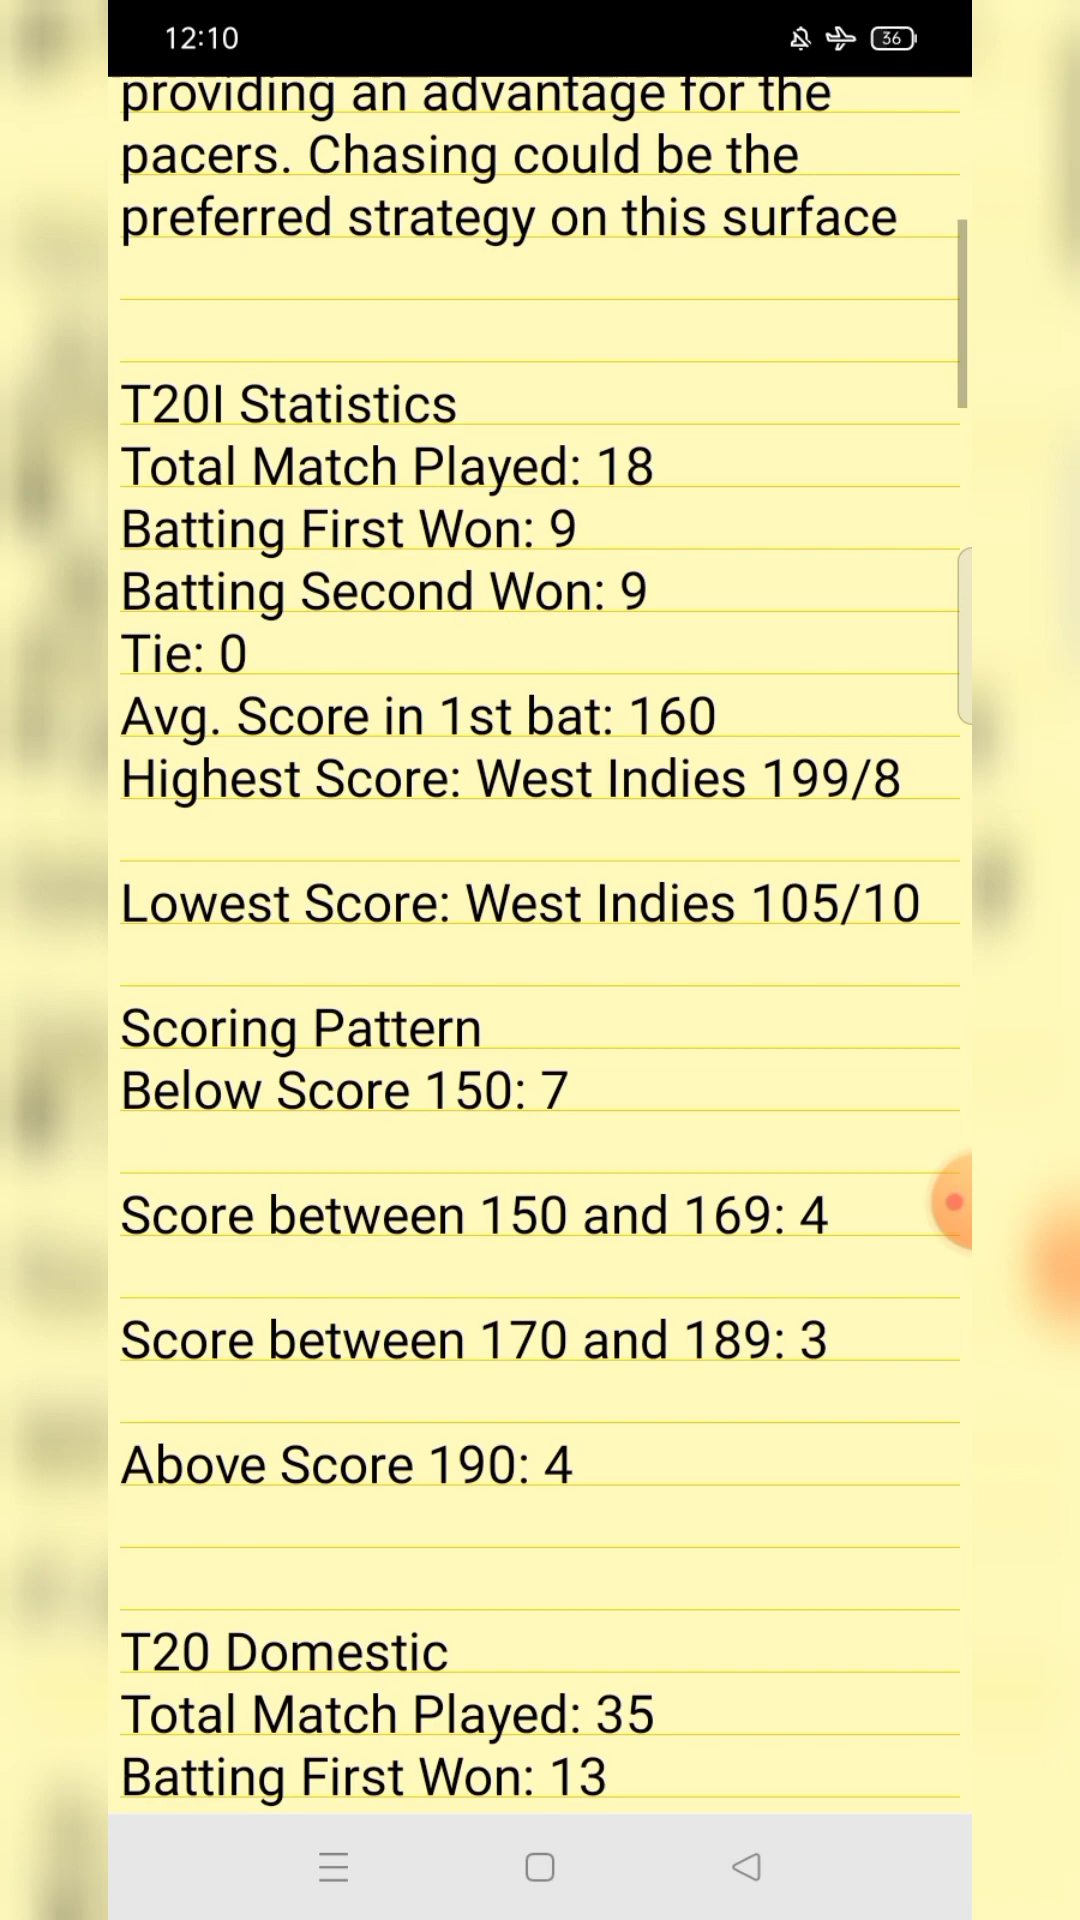 12:10
36
providing an advantage for the
pacers. Chasing could be the
preferred strategy on this surface
T20I Statistics
Total Match Played: 18
Batting First Won: 9
Batting Second Won: 9
Tie: 0
Avg. Score in 1st bat: 160
Highest Score: West Indies 199/8
Lowest Score: West Indies 105/10
Scoring Pattern
Below Score 150: 7
Score between 150 and 169: 4
Score between 170 and 189: 3
Above Score 190: 4
T20 Domestic
Total Match Played: 35
Batting First Won: 13